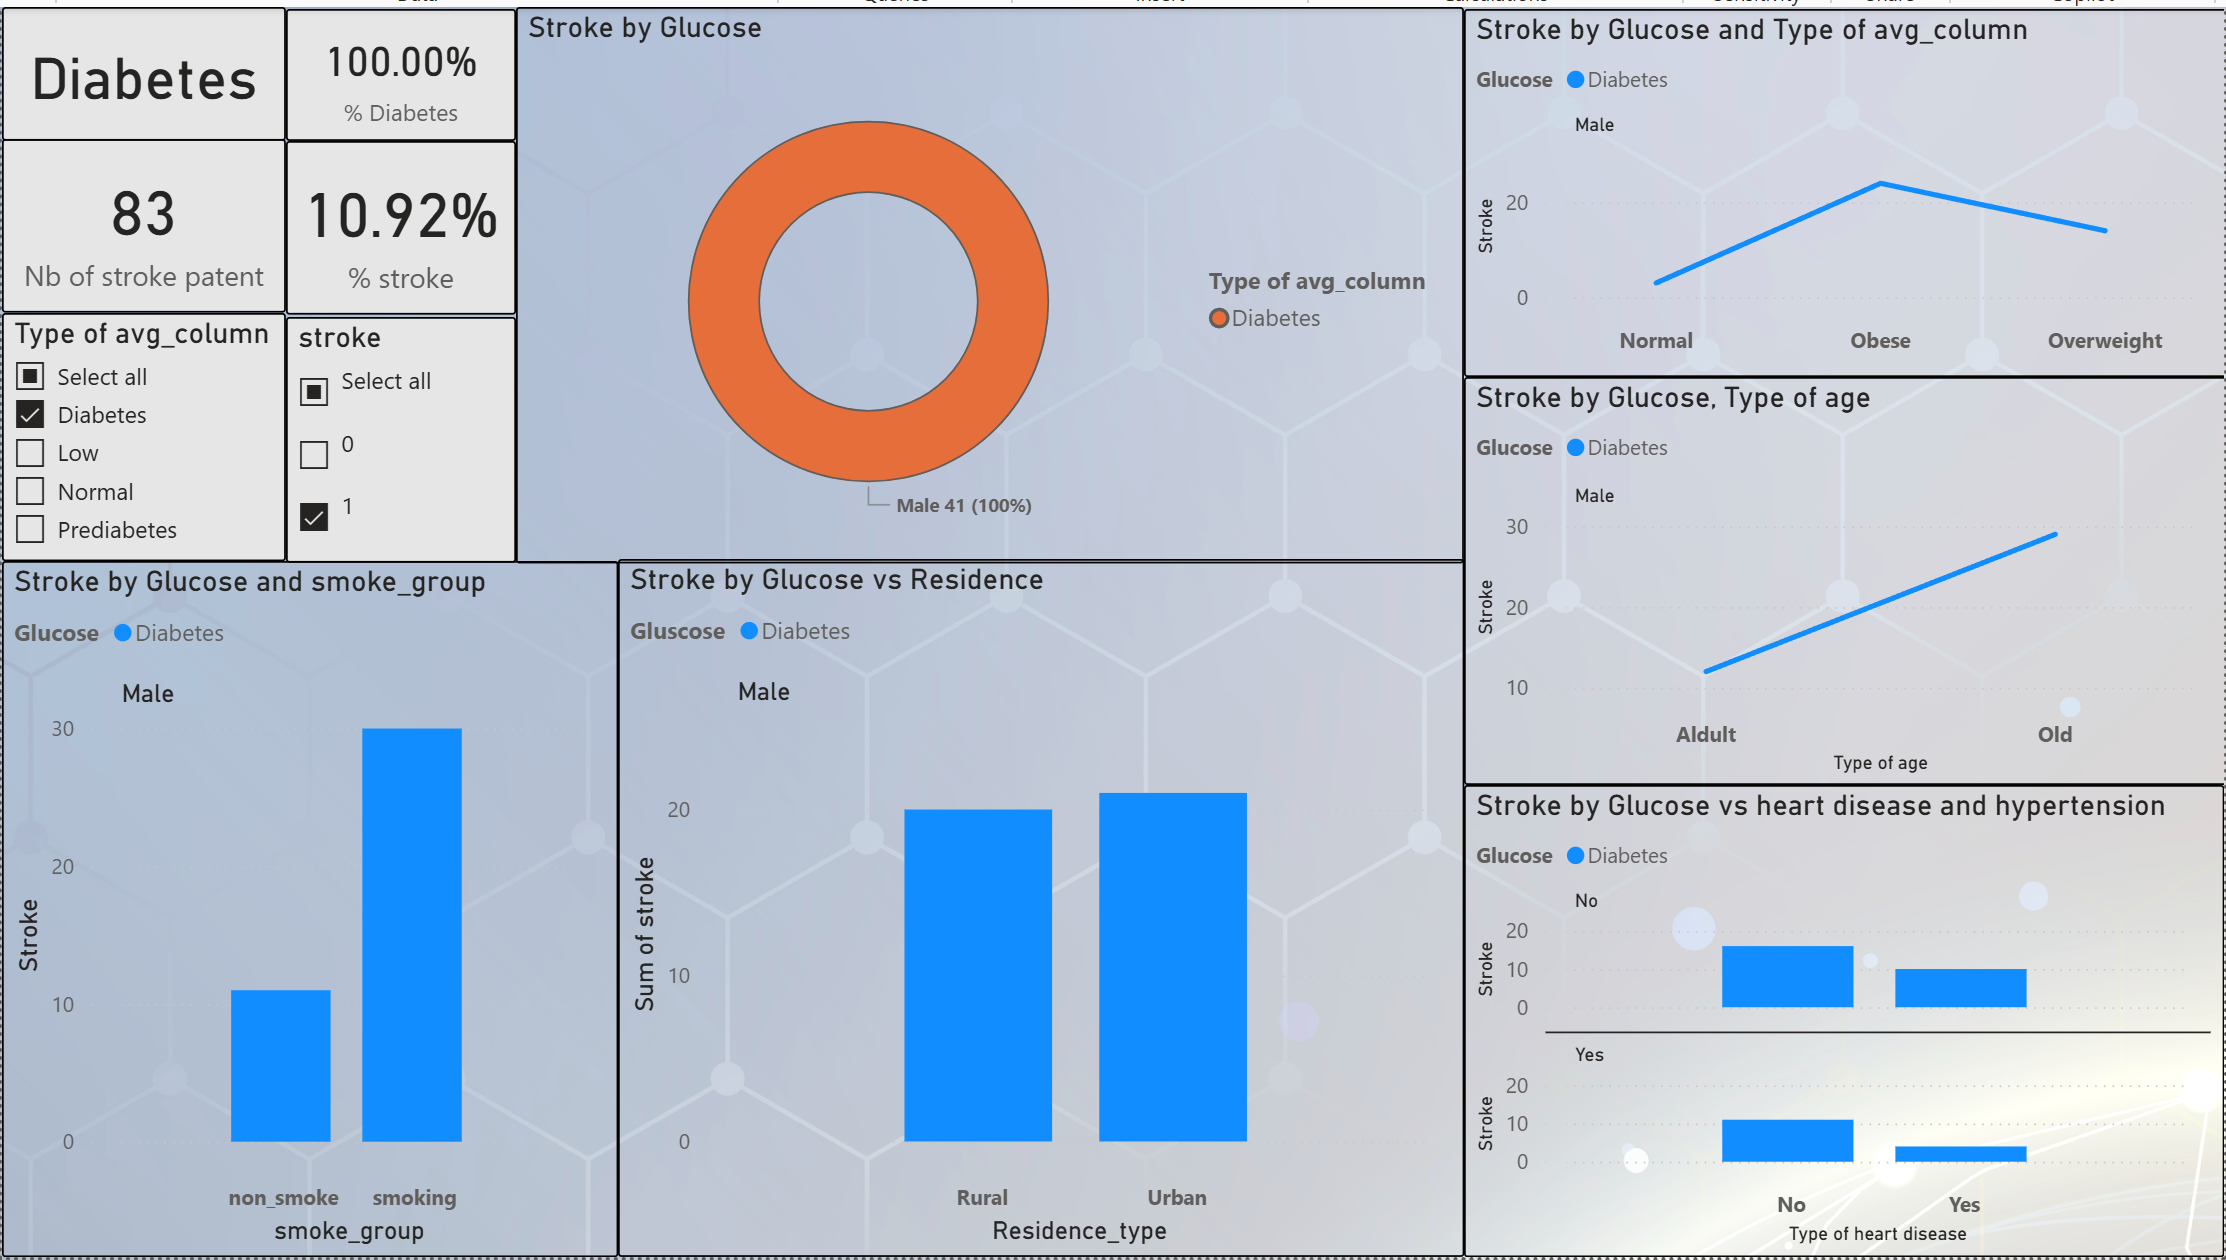 Diabetes
100.00%
% Diabetes
83
Nb of stroke patent
10.92%
% stroke
Type of avg_column
Select all
Diabetes
Low
Normal
Prediabetes
stroke
Select all
0
1
Stroke by Glucose
Male 41 (100%)
Type of avg_column
Diabetes
Stroke by Glucose and Type of avg_column
Glucose Diabetes
Male
Stroke
20
0
Normal Obese Overweight
Stroke by Glucose, Type of age
Glucose Diabetes
Male
Stroke
30
20
10
Aldult Old
Type of age
Stroke by Glucose and smoke_group
Glucose Diabetes
Male
Stroke
30
20
10
0
non_smoke smoking
smoke_group
Stroke by Glucose vs Residence
Gluscose Diabetes
Male
Sum of stroke
20
10
0
Rural Urban
Residence_type
Stroke by Glucose vs heart disease and hypertension
Glucose Diabetes
No
Stroke
20
10
0
Yes
Stroke
20
10
0
No Yes
Type of heart disease